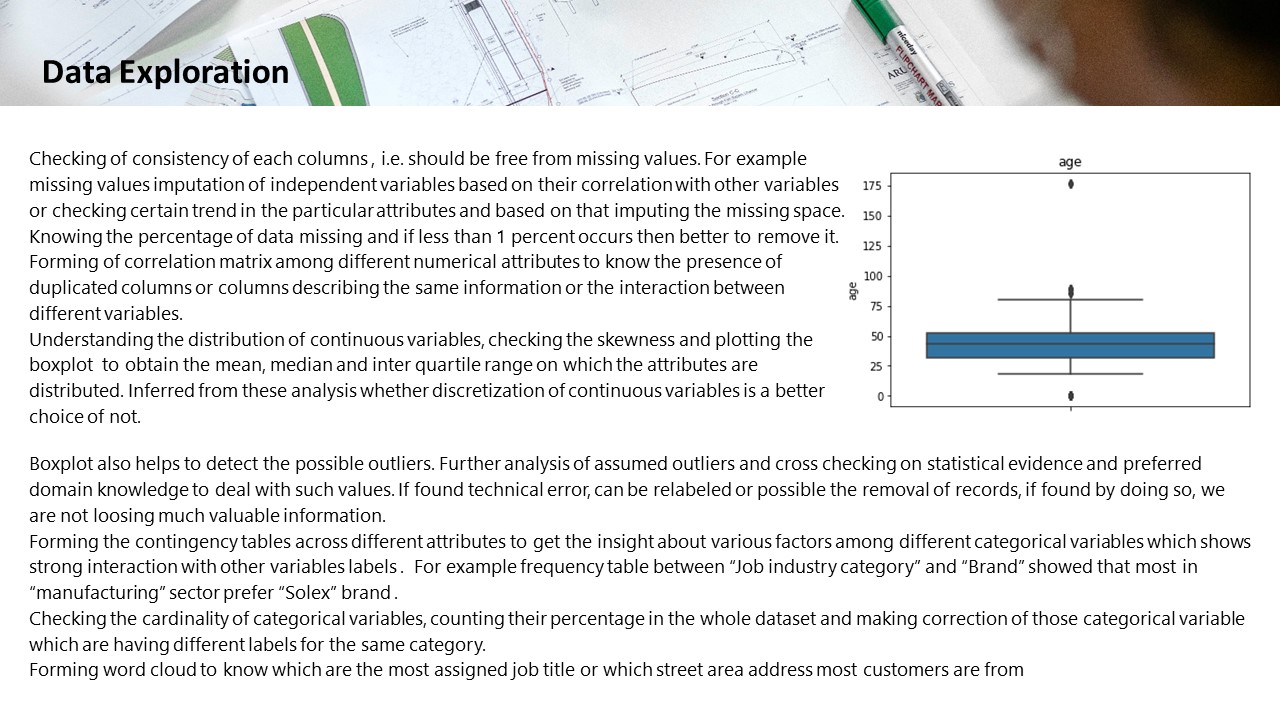 Data Exploration
Section C-C
niceday
FLIPCHART MAR
ARU
Checking of consistency of each columns , i.e. should be free from missing values. For example
missing values imputation of independent variables based on their correlation with other variables
or checking certain trend in the particular attributes and based on that imputing the missing space.
Knowing the percentage of data missing and if less than 1 percent occurs then better to remove it.
Forming of correlation matrix among different numerical attributes to know the presence of
duplicated columns or columns describing the same information or the interaction between
different variables.
Understanding the distribution of continuous variables, checking the skewness and plotting the
boxplot to obtain the mean, median and inter quartile range on which the attributes are
distributed. Inferred from these analysis whether discretization of continuous variables is a better
choice of not.
age
175
150
125
100
75
50
25
0
age
Boxplot also helps to detect the possible outliers. Further analysis of assumed outliers and cross checking on statistical evidence and preferred
domain knowledge to deal with such values. If found technical error, can be relabeled or possible the removal of records, if found by doing so, we
are not loosing much valuable information.
Forming the contingency tables across different attributes to get the insight about various factors among different categorical variables which shows
strong interaction with other variables labels . For example frequency table between “Job industry category” and “Brand” showed that most in
“manufacturing” sector prefer “Solex” brand .
Checking the cardinality of categorical variables, counting their percentage in the whole dataset and making correction of those categorical variable
which are having different labels for the same category.
Forming word cloud to know which are the most assigned job title or which street area address most customers are from